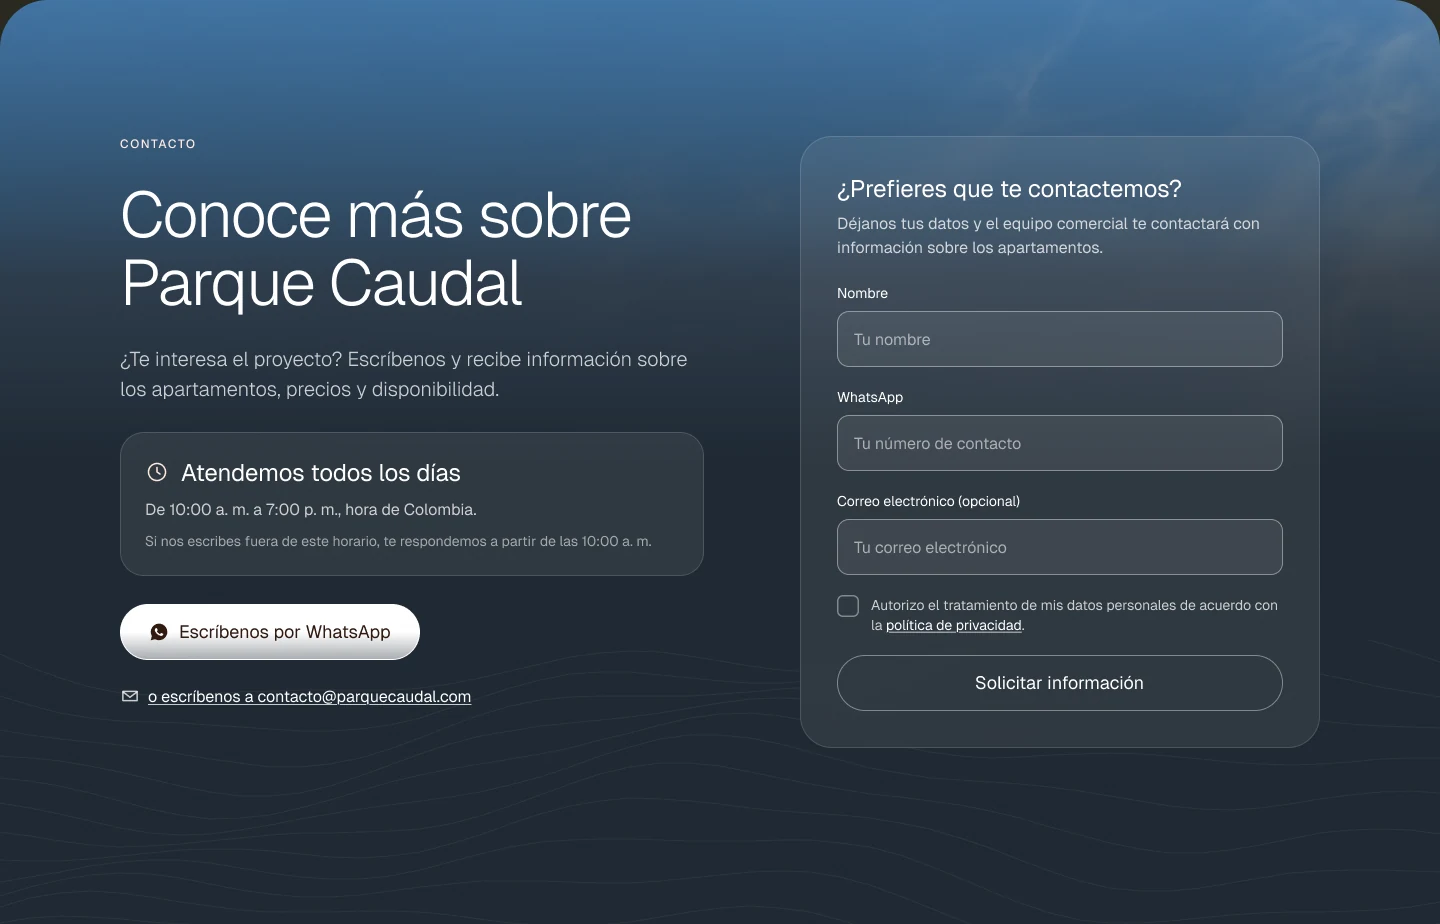 CONTACTO
Conoce más sobre
Parque Caudal
¿Te interesa el proyecto? Escríbenos y recibe información sobre
los apartamentos, precios y disponibilidad.
Atendemos todos los días
De 10:00 a. m. a 7:00 p. m., hora de Colombia.
Si nos escribes fuera de este horario, te respondemos a partir de las 10:00 a. m.
Escríbenos por WhatsApp
o escríbenos a contacto@parquecaudal.com
¿Prefieres que te contactemos?
Déjanos tus datos y el equipo comercial te contactará con
información sobre los apartamentos.
Nombre
Tu nombre
WhatsApp
Tu número de contacto
Correo electrónico (opcional)
Tu correo electrónico
Autorizo el tratamiento de mis datos personales de acuerdo con
la política de privacidad.
Solicitar información